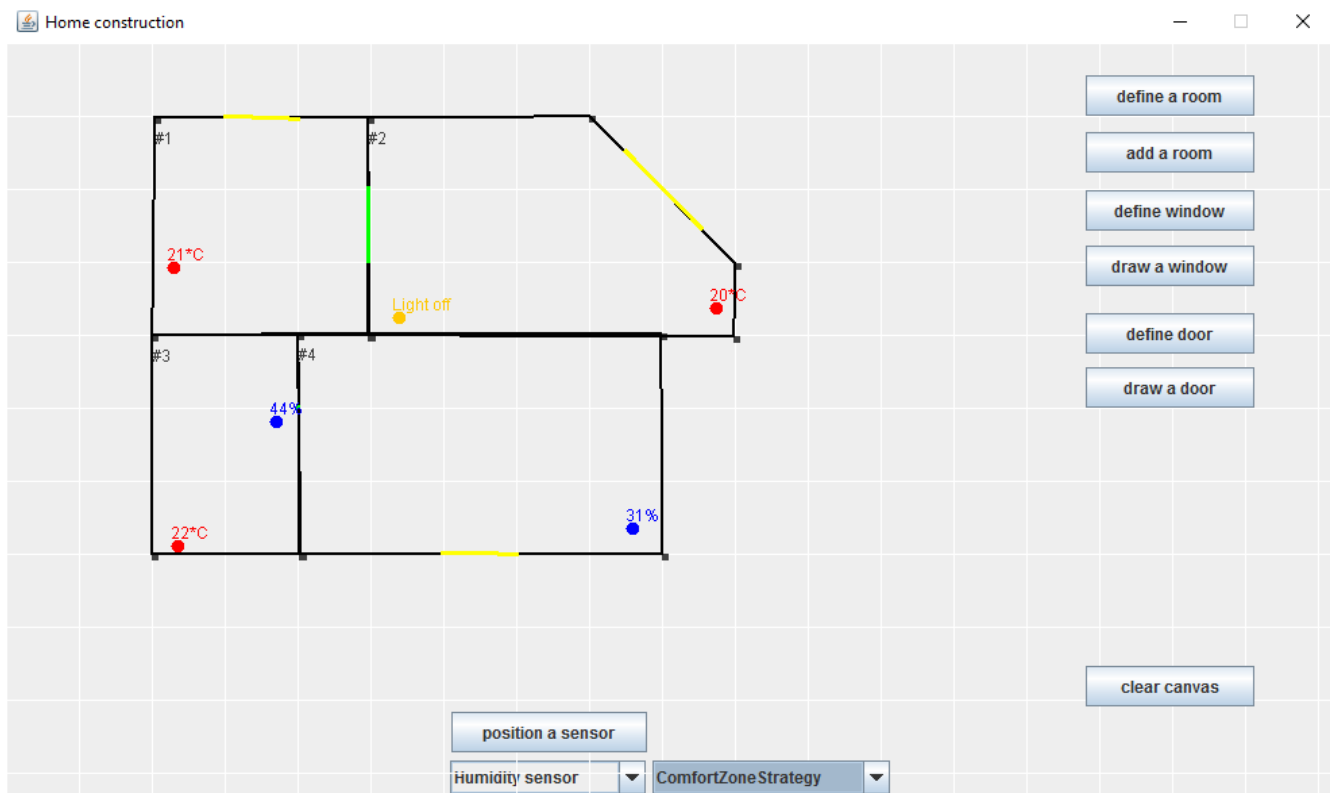 Home construction
define a room
#1
#2
add a room
define window
21*C
draw a window
Light off
20*C
define door
#3
#4
draw a door
44%
31%
22*C
clear canvas
position a sensor
Humidity sensor
ComfortZoneStrategy